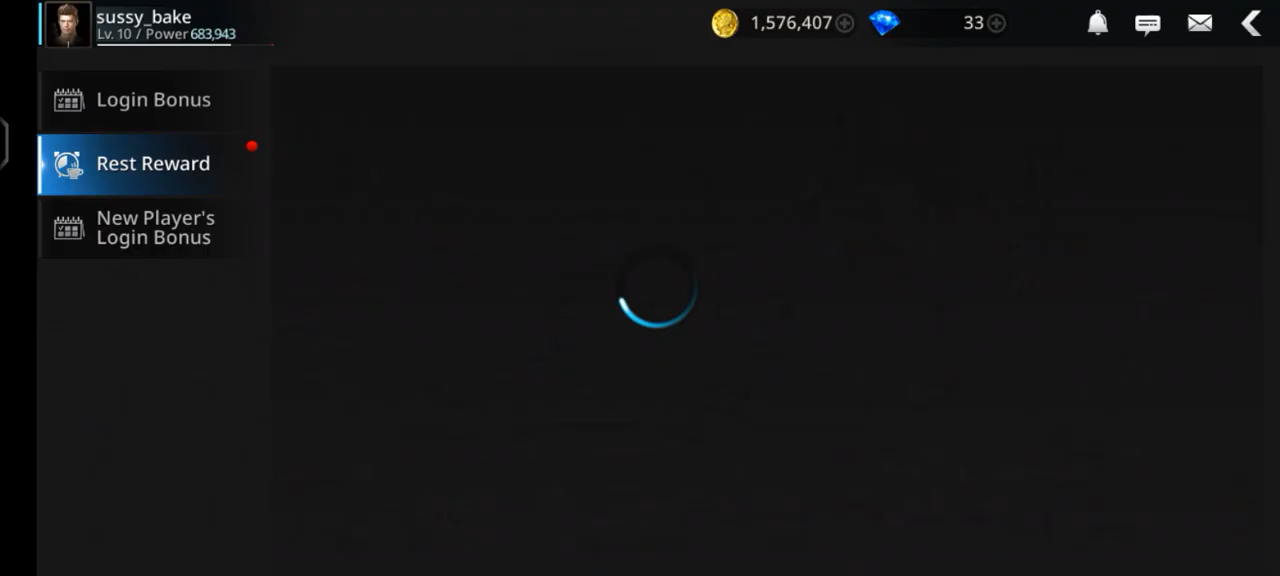 sussy_bake
Lv. 10 / Power 683,943
1,576,407
33
Login Bonus
Rest Reward
New Player's
Login Bonus